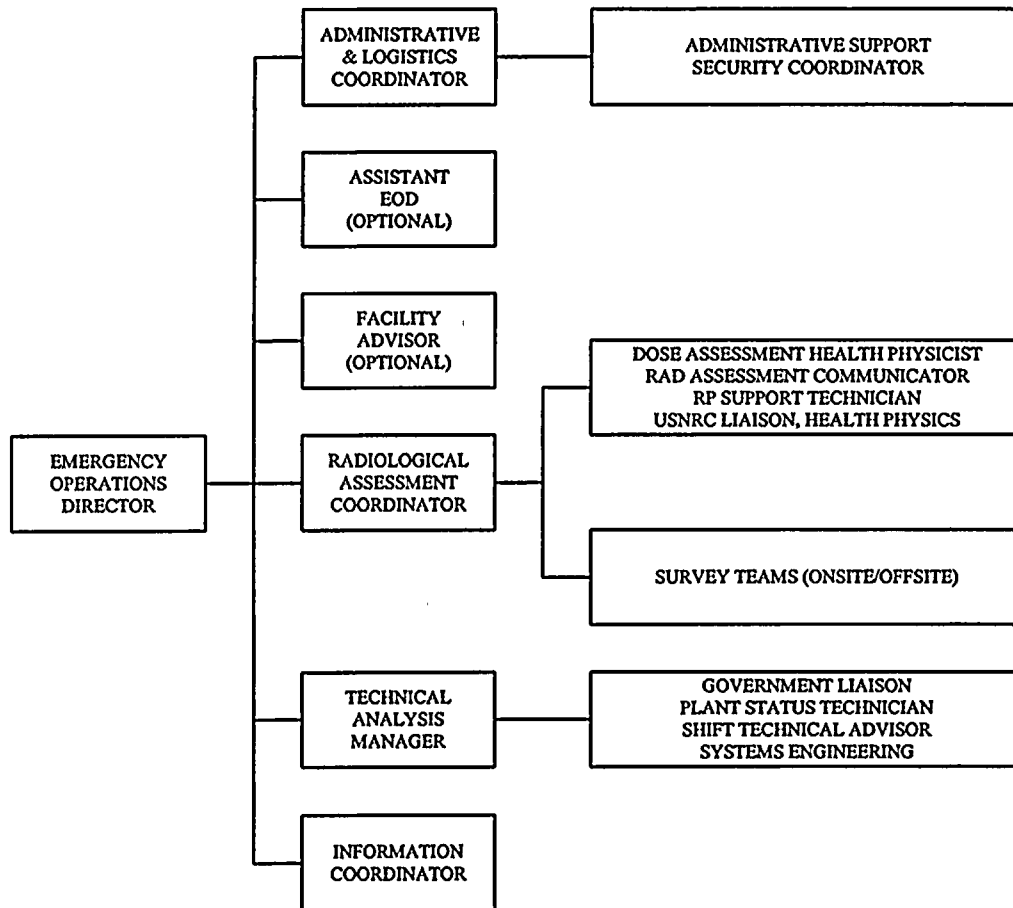 ADMINISTRATIVE
& LOGISTICS
COORDINATOR
ADMINISTRATIVE SUPPORT
SECURITY COORDINATOR
ASSISTANT
EOD
(OPTIONAL)
FACILITY
ADVISOR
(OPTIONAL)
EMERGENCY
OPERATIONS
DIRECTOR
RADIOLOGICAL
ASSESSMENT
COORDINATOR
DOSE ASSESSMENT HEALTH PHYSICIST
RAD ASSESSMENT COMMUNICATOR
RP SUPPORT TECHNICIAN
USNRC LIAISON, HEALTH PHYSICS
SURVEY TEAMS (ONSITE/OFFSITE)
TECHNICAL
ANALYSIS
MANAGER
GOVERNMENT LIAISON
PLANT STATUS TECHNICIAN
SHIFT TECHNICAL ADVISOR
SYSTEMS ENGINEERING
INFORMATION
COORDINATOR